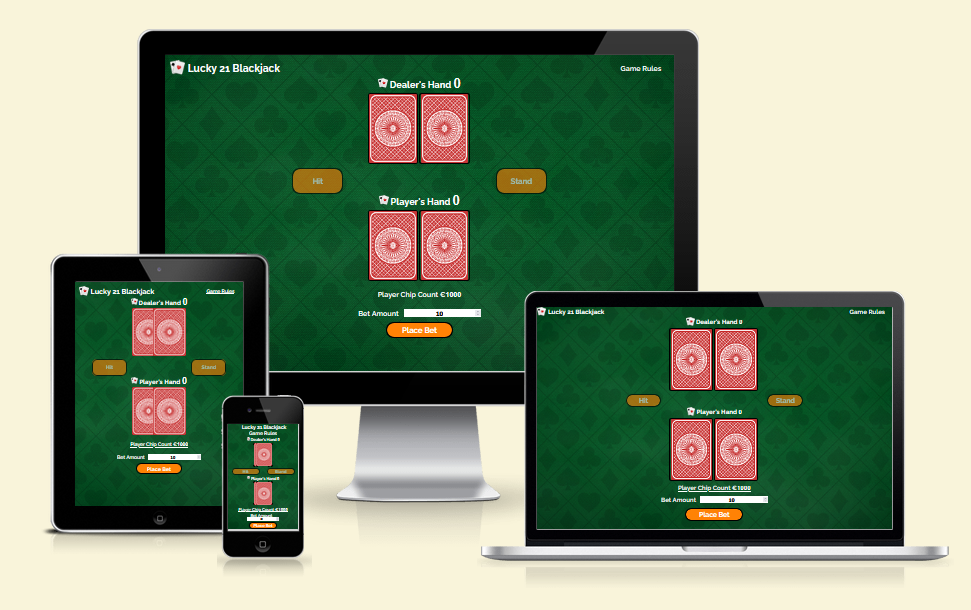 Lucky 21 Blackjack
Game Rules
Dealer's Hand 0
Hit
Stand
Player's Hand 0
Player Chip Count €1000
Bet Amount 10
Place Bet
Lucky 21 Blackjack
Game Rules
Dealer's Hand 0
Hit
Stand
Player's Hand 0
Player Chip Count €1000
Bet Amount 10
Place Bet
Lucky 21 Blackjack
Game Rules
Dealer's Hand 0
Hit
Stand
Player's Hand 0
Player Chip Count €1000
Bet Amount
Place Bet
Lucky 21 Blackjack
Game Rules
Dealer's Hand 0
Hit
Stand
Player's Hand 0
Player Chip Count €1000
Bet Amount 10
Place Bet